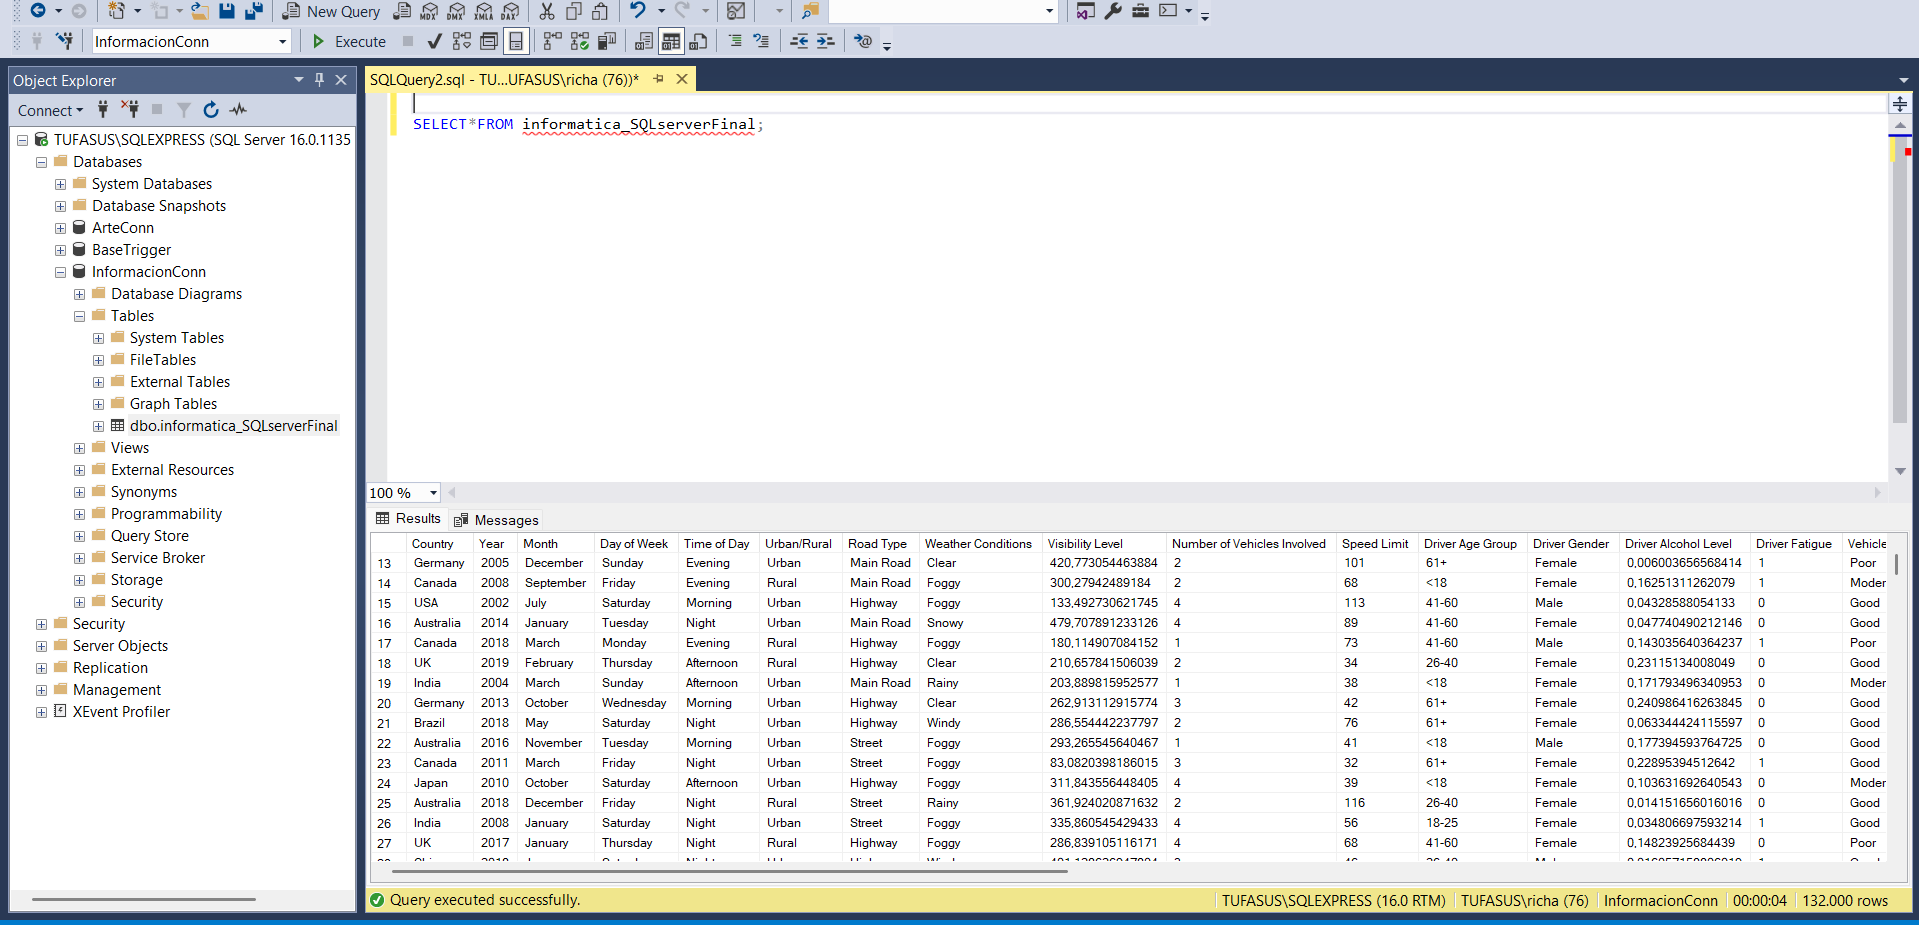 New Query
MDX DMX XMLA DAX
InformacionConn
Execute
Object Explorer
SQLQuery2.sql - TU...UFASUS\richa (76))*
Connect
SELECT*FROM informatica_SQLserverFinal;
TUFASUS\SQLEXPRESS (SQL Server 16.0.1135
Databases
System Databases
Database Snapshots
ArteConn
BaseTrigger
InformacionConn
Database Diagrams
Tables
System Tables
FileTables
External Tables
Graph Tables
dbo.informatica_SQLserverFinal
Views
External Resources
Synonyms
Programmability
Query Store
Service Broker
Storage
Security
Security
Server Objects
Replication
Management
XEvent Profiler
100 %
Results Messages
Country Year Month Day of Week Time of Day Urban/Rural Road Type Weather Conditions Visibility Level Number of Vehicles Involved Speed Limit Driver Age Group Driver Gender Driver Alcohol Level Driver Fatigue Vehicle
13 Germany 2005 December Sunday Evening Urban Main Road Clear 420,773054463884 2 101 61+ Female 0,006003656568414 1 Poor
14 Canada 2008 September Friday Evening Rural Main Road Foggy 300,27942489184 2 68 <18 Female 0,16251311262079 1 Moder
15 USA 2002 July Saturday Morning Urban Highway Foggy 133,492730621745 4 113 41-60 Male 0,04328588054133 0 Good
16 Australia 2014 January Tuesday Night Urban Main Road Snowy 479,707891233126 4 89 41-60 Female 0,047740490212146 0 Good
17 Canada 2018 March Monday Evening Rural Highway Foggy 180,114907084152 1 73 41-60 Male 0,143035640364237 1 Poor
18 UK 2019 February Thursday Afternoon Rural Highway Clear 210,657841506039 2 34 26-40 Female 0,23115134008049 0 Good
19 India 2004 March Sunday Afternoon Urban Main Road Rainy 203,889815952577 1 38 <18 Female 0,171793496340953 0 Moder
20 Germany 2013 October Wednesday Morning Urban Highway Clear 262,913112915774 3 42 61+ Female 0,240986416263845 0 Good
21 Brazil 2018 May Saturday Night Urban Highway Windy 286,554442237797 2 76 61+ Female 0,063344424115597 0 Good
22 Australia 2016 November Tuesday Morning Urban Street Foggy 293,265545640467 1 41 <18 Male 0,177394593764725 0 Good
23 Canada 2011 March Friday Night Urban Street Foggy 83,0820398186015 3 32 61+ Female 0,22895394512642 1 Good
24 Japan 2010 October Saturday Afternoon Urban Highway Foggy 311,843556448405 4 39 <18 Female 0,103631692640543 0 Moder
25 Australia 2018 December Friday Night Rural Street Rainy 361,924020871632 2 116 26-40 Female 0,014151656016016 0 Good
26 India 2008 January Saturday Night Urban Street Foggy 335,860545429433 4 56 18-25 Female 0,034806697593214 1 Good
27 UK 2017 January Thursday Night Rural Highway Foggy 286,839105116171 4 68 41-60 Female 0,14823925684439 0 Poor
Query executed successfully.
TUFASUS\SQLEXPRESS (16.0 RTM) TUFASUS\richa (76) InformacionConn 00:00:04 132.000 rows